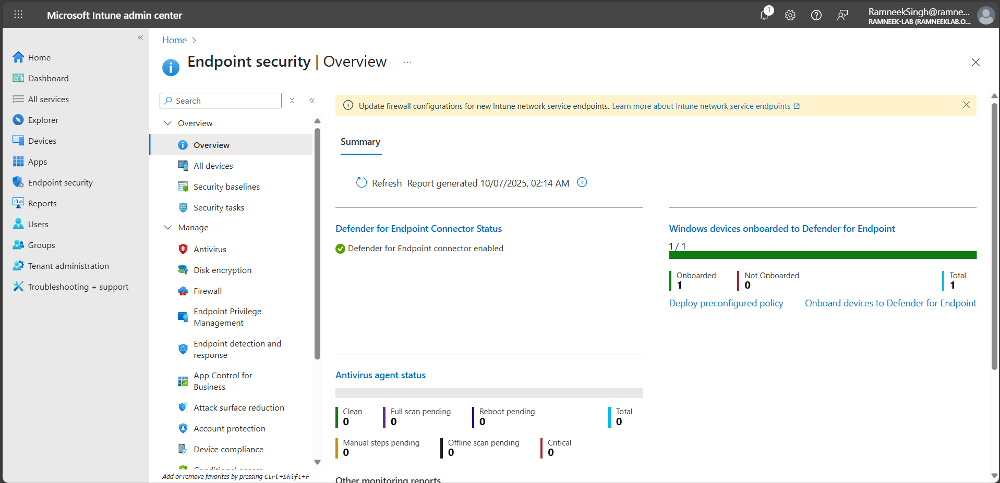 Microsoft Intune admin center
1
RamneekSingh@ramne...
RAMNEEK-LAB (RAMNEEKLAB.O...
Home
Dashboard
All services
Explorer
Devices
Apps
Endpoint security
Reports
Users
Groups
Tenant administration
Troubleshooting + support
Home
Endpoint security | Overview
Search
Overview
Overview
All devices
Security baselines
Security tasks
Manage
Antivirus
Disk encryption
Firewall
Endpoint Privilege
Management
Endpoint detection and
response
App Control for
Business
Attack surface reduction
Account protection
Device compliance
Conditional access
Add or remove favorites by pressing Ctrl+Shift+F
Update firewall configurations for new Intune network service endpoints. Learn more about Intune network service endpoints
Summary
Refresh Report generated 10/07/2025, 02:14 AM
Defender for Endpoint Connector Status
Defender for Endpoint connector enabled
Windows devices onboarded to Defender for Endpoint
1 / 1
Onboarded
1
Not Onboarded
0
Total
1
Deploy preconfigured policy
Onboard devices to Defender for Endpoint
Antivirus agent status
Clean
0
Full scan pending
0
Reboot pending
0
Total
0
Manual steps pending
0
Offline scan pending
0
Critical
0
Other monitoring reports